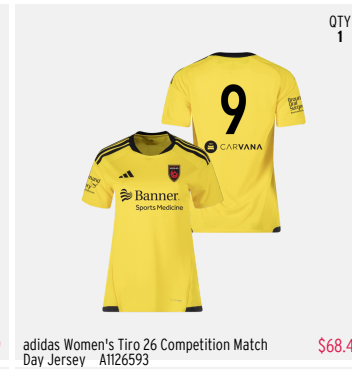 QTY
1
9
CARVANA
Banner
Sports Medicine
adidas Women's Tiro 26 Competition Match
Day Jersey A1126593
$68.4